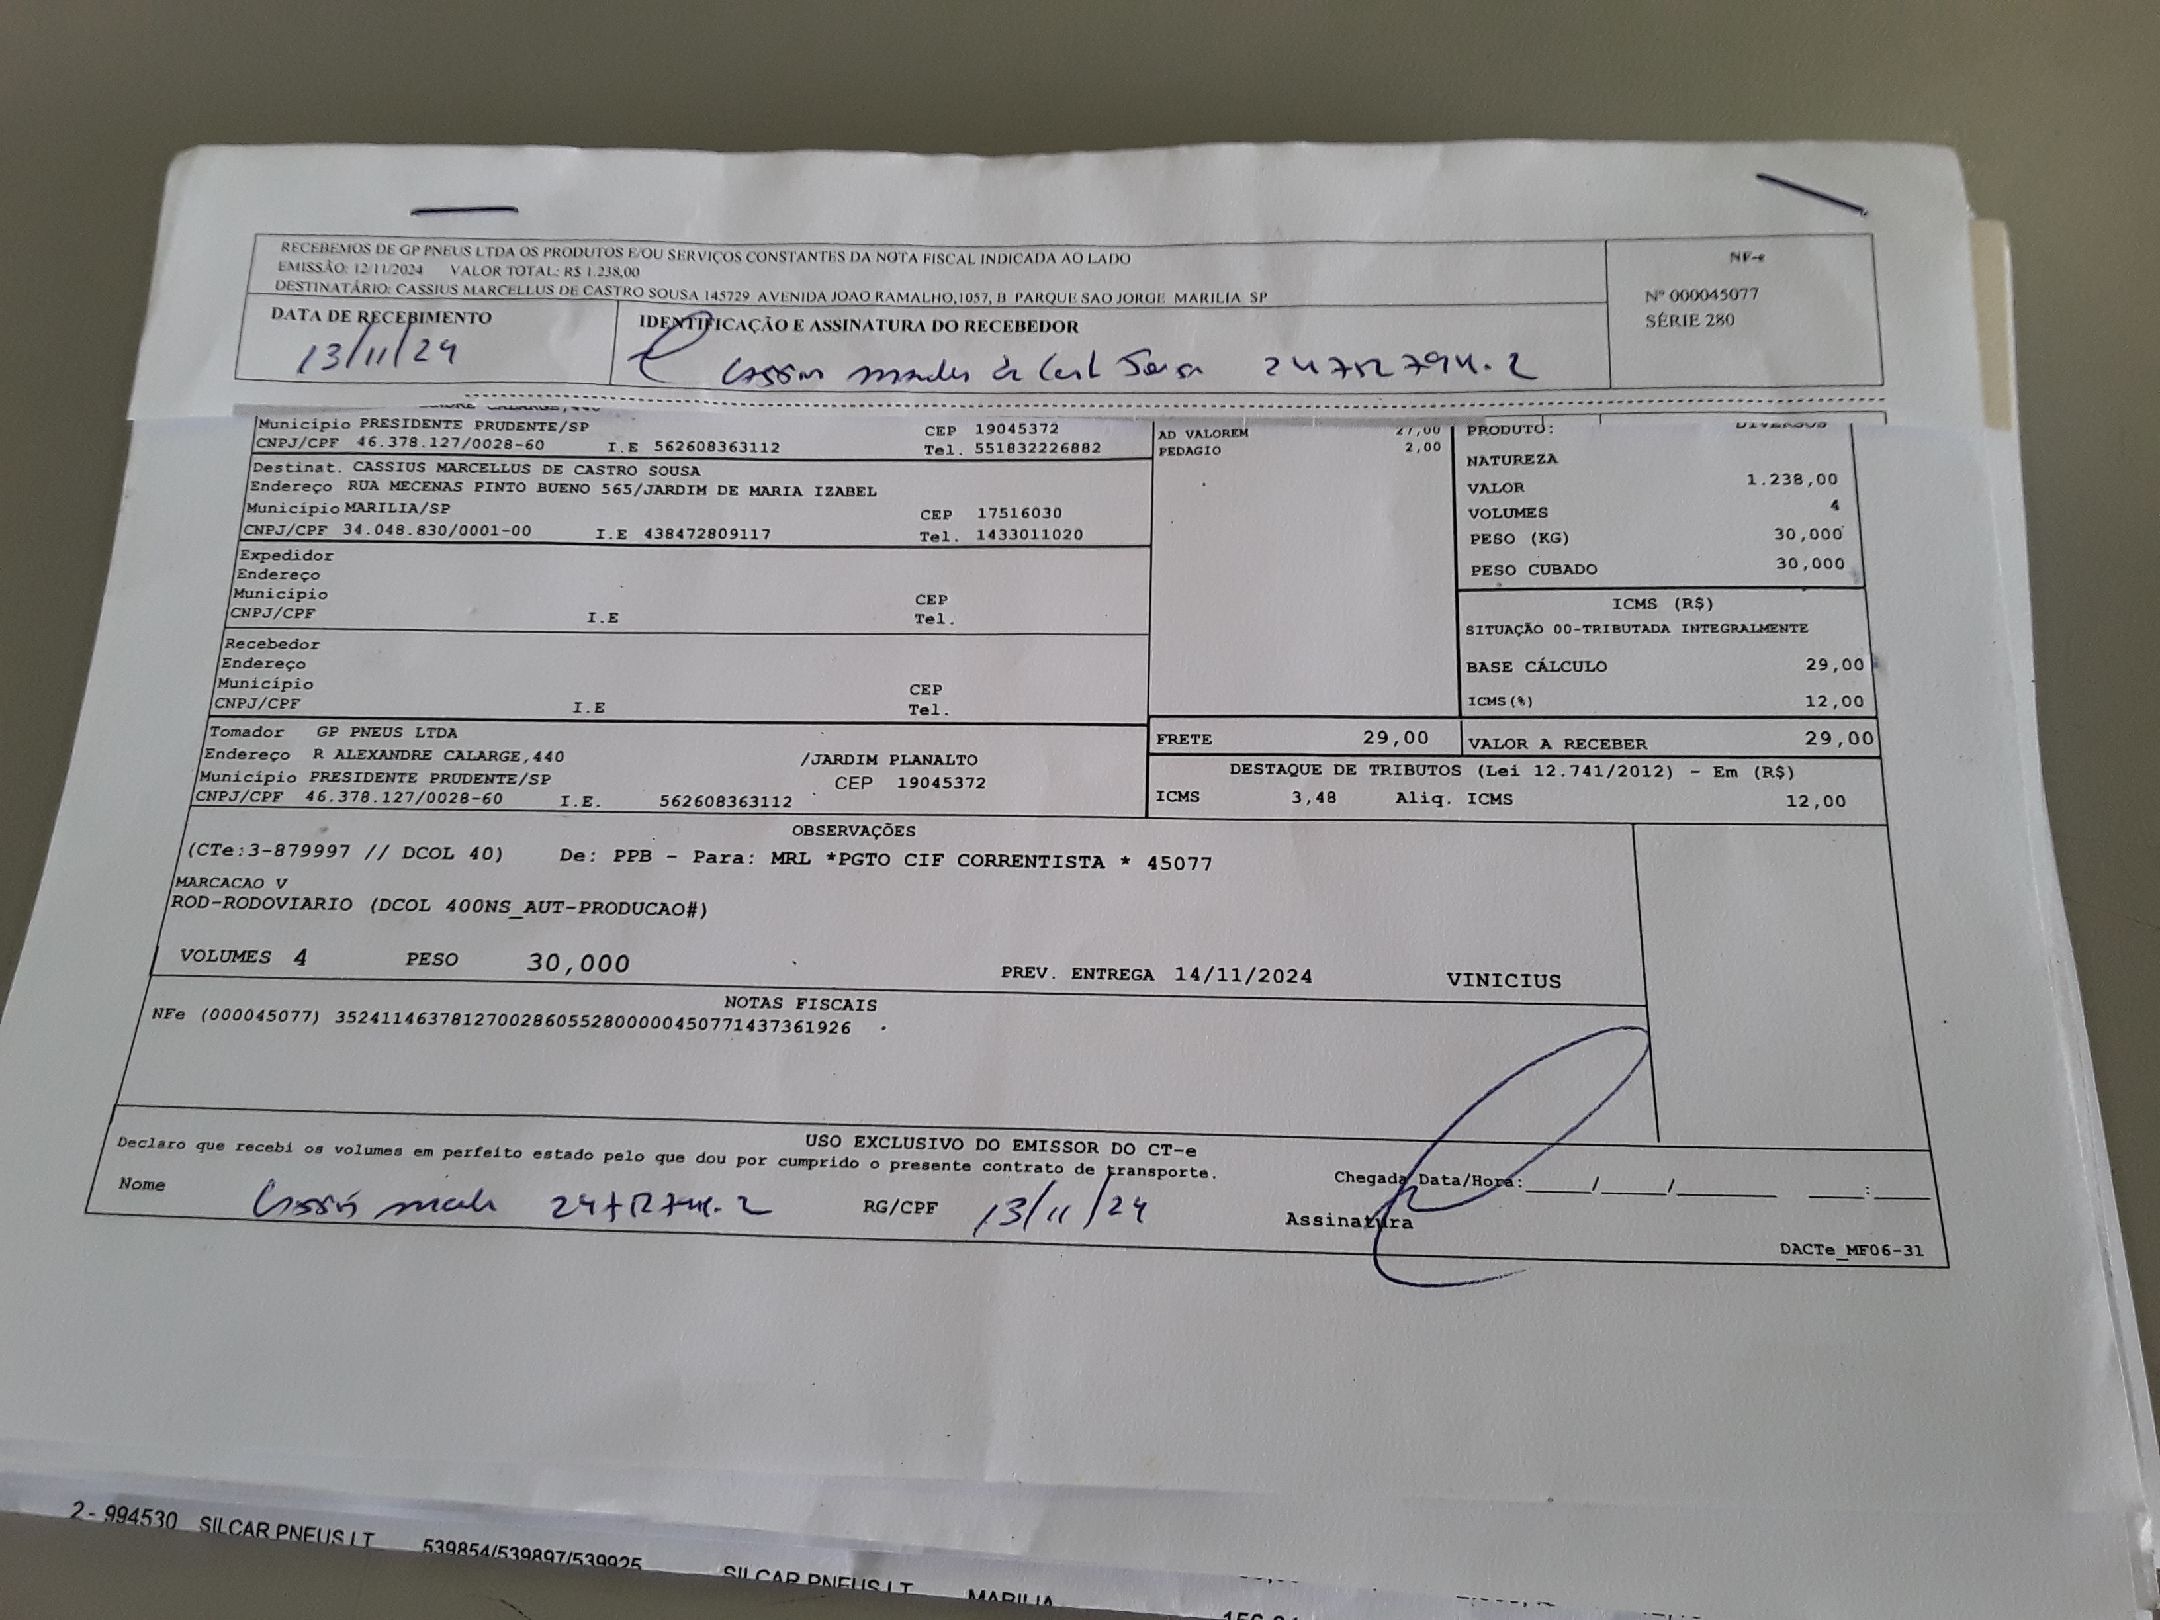 RECEBEMOS DE GP PNEUS LTDA OS PRODUTOS E/OU SERVIÇOS CONSTANTES DA NOTA FISCAL INDICADA AO LADO
EMISSÃO: 12/11/2024 VALOR TOTAL: R$ 1.238,00
DESTINATÁRIO: CASSIUS MARCELLUS DE CASTRO SOUSA 145729 AVENIDA JOAO RAMALHO,1057, B PARQUE SAO JORGE MARILIA SP
NF-e
Nº 000045077
SÉRIE 280
DATA DE RECEBIMENTO
13/11/24
IDENTIFICAÇÃO E ASSINATURA DO RECEBEDOR
Município PRESIDENTE PRUDENTE/SP CEP 19045372
CNPJ/CPF 46.378.127/0028-60 I.E 562608363112 Tel. 551832226882
Destinat. CASSIUS MARCELLUS DE CASTRO SOUSA
Endereço RUA MECENAS PINTO BUENO 565/JARDIM DE MARIA IZABEL
Município MARILIA/SP CEP 17516030
CNPJ/CPF 34.048.830/0001-00 I.E 438472809117 Tel. 1433011020
Expedidor
Endereço
Município CEP
CNPJ/CPF I.E Tel.
Recebedor
Endereço
Município CEP
CNPJ/CPF I.E Tel.
Tomador GP PNEUS LTDA
Endereço R ALEXANDRE CALARGE,440 /JARDIM PLANALTO
Município PRESIDENTE PRUDENTE/SP CEP 19045372
CNPJ/CPF 46.378.127/0028-60 I.E. 562608363112
AD VALOREM 27,00
PEDAGIO 2,00
PRODUTO: DIVERSOS
NATUREZA
VALOR 1.238,00
VOLUMES 4
PESO (KG) 30,000
PESO CUBADO 30,000
ICMS (R$)
SITUAÇÃO 00-TRIBUTADA INTEGRALMENTE
BASE CÁLCULO 29,00
ICMS(%) 12,00
FRETE 29,00 VALOR A RECEBER 29,00
DESTAQUE DE TRIBUTOS (Lei 12.741/2012) - Em (R$)
ICMS 3,48 Aliq. ICMS 12,00
OBSERVAÇÕES
(CTe:3-879997 // DCOL 40) De: PPB - Para: MRL *PGTO CIF CORRENTISTA * 45077
MARCACAO V
ROD-RODOVIARIO (DCOL 400NS_AUT-PRODUCAO#)
VOLUMES 4 PESO 30,000 PREV. ENTREGA 14/11/2024 VINICIUS
NOTAS FISCAIS
NFe (000045077) 35241146378127002860552800000450771437361926
USO EXCLUSIVO DO EMISSOR DO CT-e
Declaro que recebi os volumes em perfeito estado pelo que dou por cumprido o presente contrato de transporte.
Chegada Data/Hora:_____/_____/________ ____:____
Nome RG/CPF 13/11/24 Assinatura
DACTe_MF06-31
2 - 994530 SILCAR PNEUS LT 539854/539897/539925 SILCAR PNEUS LT MARILIA